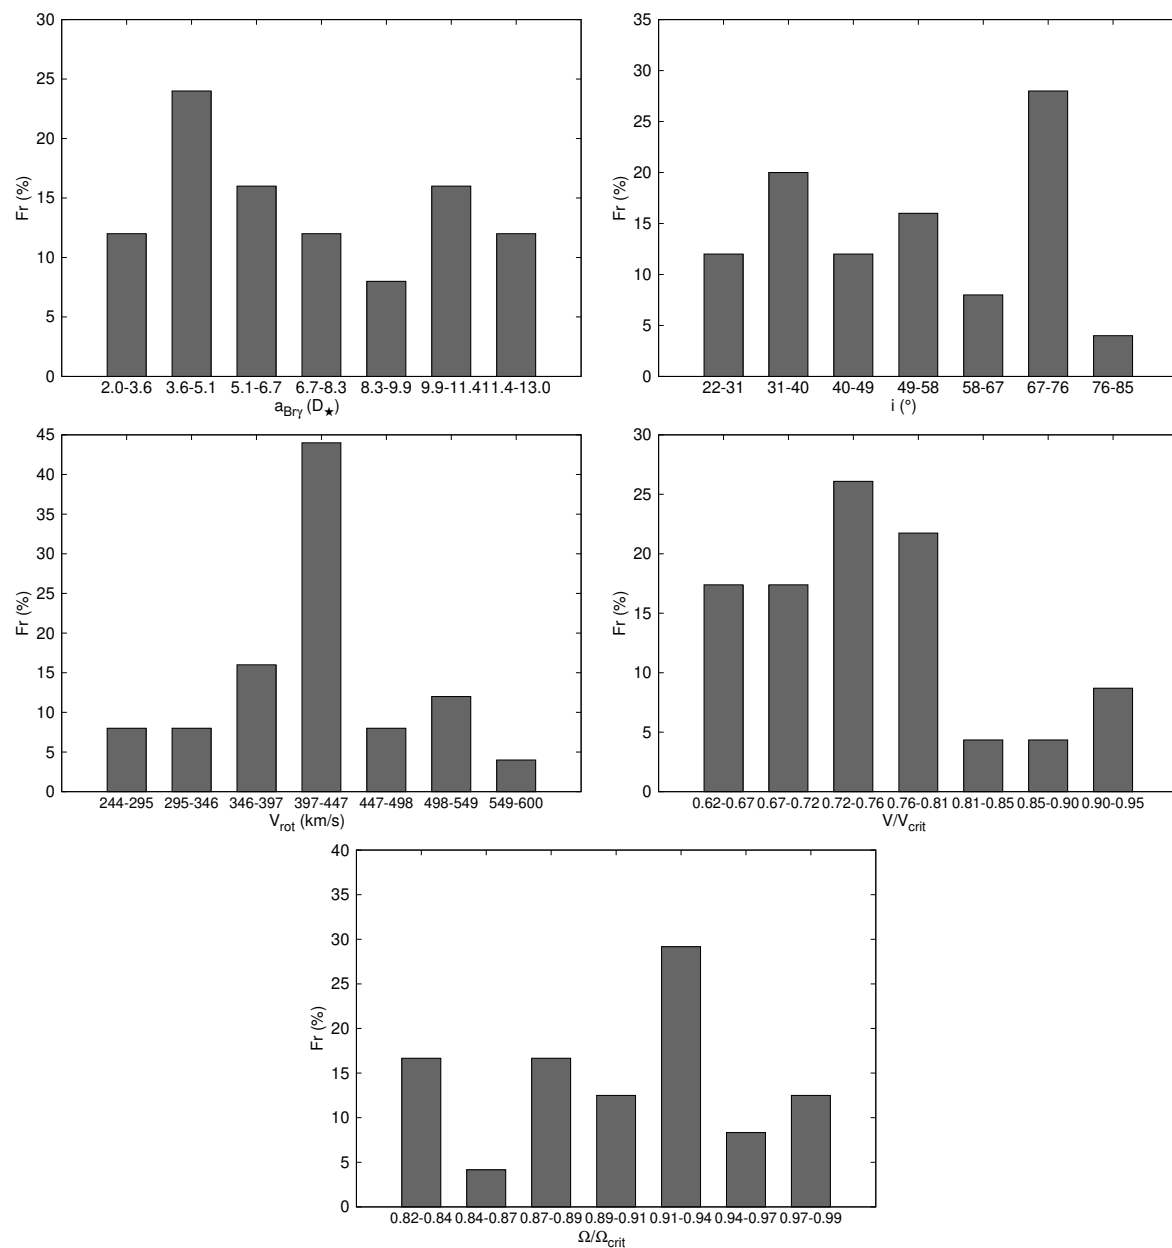 30
25
20
15
10
5
0
Fr (%)
2.0-3.6 3.6-5.1 5.1-6.7 6.7-8.3 8.3-9.9 9.9-11.4 11.4-13.0
aBrγ (D★)
35
30
25
20
15
10
5
0
Fr (%)
22-31 31-40 40-49 49-58 58-67 67-76 76-85
i (°)
45
40
35
30
25
20
15
10
5
0
Fr (%)
244-295 295-346 346-397 397-447 447-498 498-549 549-600
Vrot (km/s)
30
25
20
15
10
5
0
Fr (%)
0.62-0.67 0.67-0.72 0.72-0.76 0.76-0.81 0.81-0.85 0.85-0.90 0.90-0.95
V/Vcrit
40
35
30
25
20
15
10
5
0
Fr (%)
0.82-0.84 0.84-0.87 0.87-0.89 0.89-0.91 0.91-0.94 0.94-0.97 0.97-0.99
Ω/Ωcrit